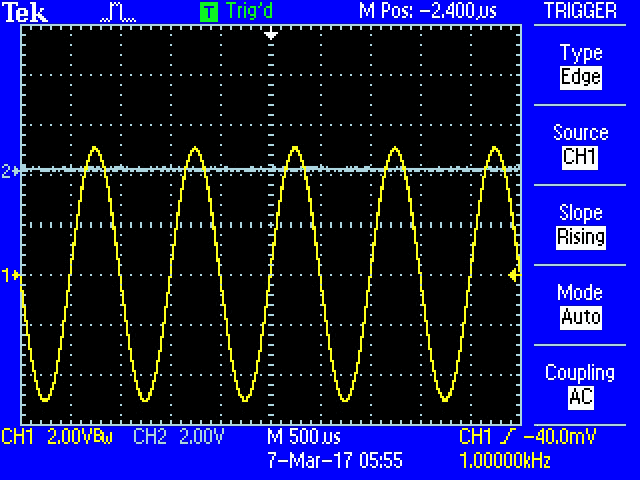 Tek T Trig'd M Pos: -2.400µs TRIGGER
Type
Edge
Source
CH1
Slope
Rising
Mode
Auto
Coupling
AC
2
1
CH1 2.00VBW CH2 2.00V M 500µs CH1 -40.0mV
7-Mar-17 05:55 1.00000kHz